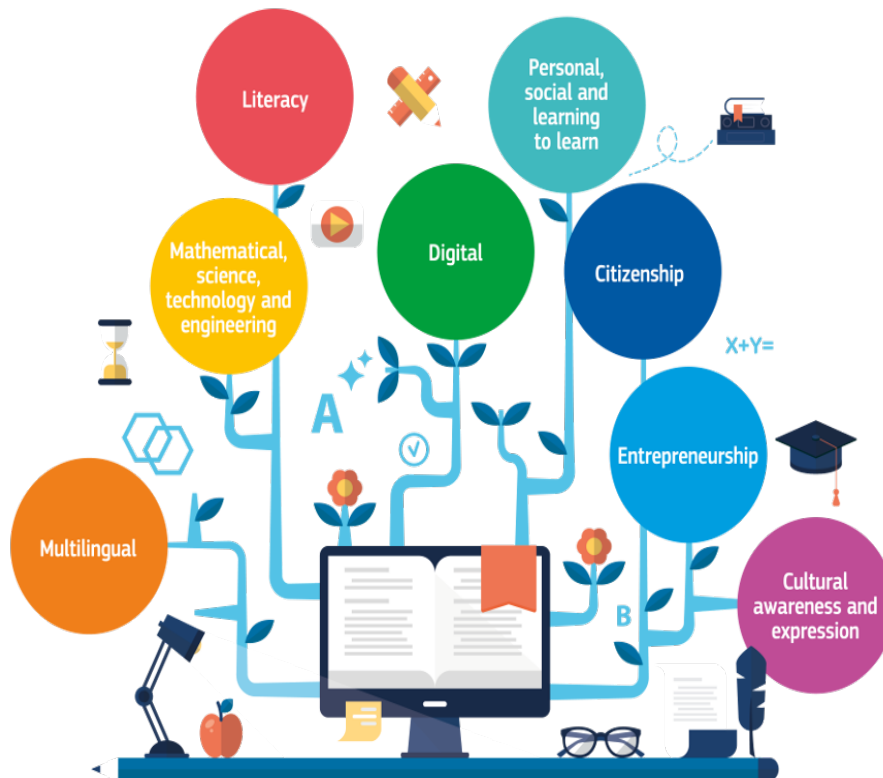 Literacy
Personal,
social and
learning
to learn
Mathematical,
science,
technology and
engineering
Digital
Citizenship
X+Y=
A
Entrepreneurship
Multilingual
Cultural
awareness and
expression
B